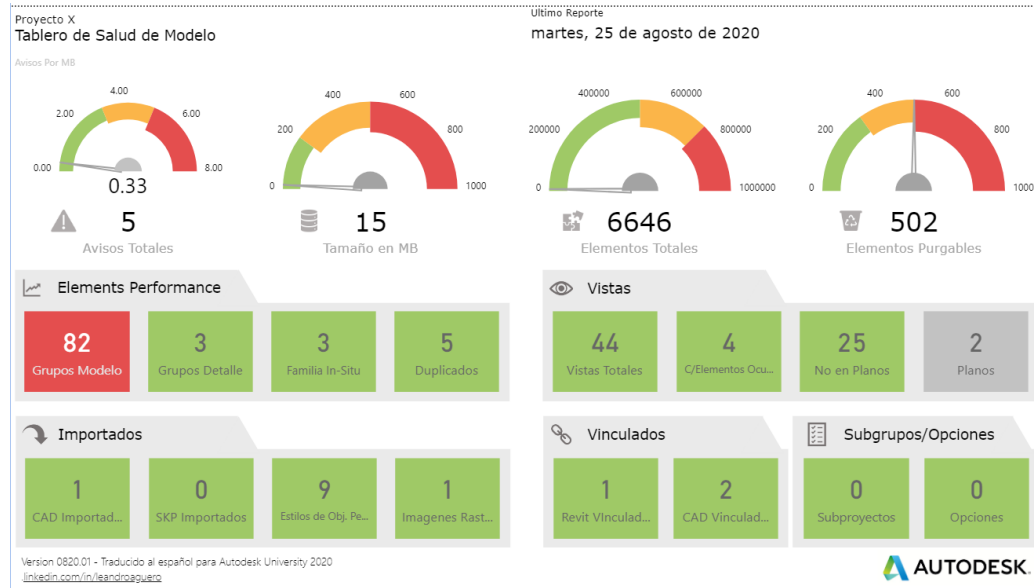 Proyecto X
Tablero de Salud de Modelo
Ultimo Reporte
martes, 25 de agosto de 2020
Avisos Por MB
0.00
2.00
4.00
6.00
8.00
0.33
0
200
400
600
800
1000
0
200000
400000
600000
800000
1000000
0
200
400
600
800
1000
5
Avisos Totales
15
Tamaño en MB
6646
Elementos Totales
502
Elementos Purgables
Elements Performance
82
Grupos Modelo
3
Grupos Detalle
3
Familia In-Situ
5
Duplicados
Vistas
44
Vistas Totales
4
C/Elementos Ocu...
25
No en Planos
2
Planos
Importados
1
CAD Importad...
0
SKP Importados
9
Estilos de Obj. Pe...
1
Imagenes Rast...
Vinculados
1
Revit VInculad...
2
CAD Vinculad...
Subgrupos/Opciones
0
Subproyectos
0
Opciones
Version 0820.01 - Traducido al español para Autodesk University 2020
.linkedin.com/in/leandroaguero
AUTODESK.